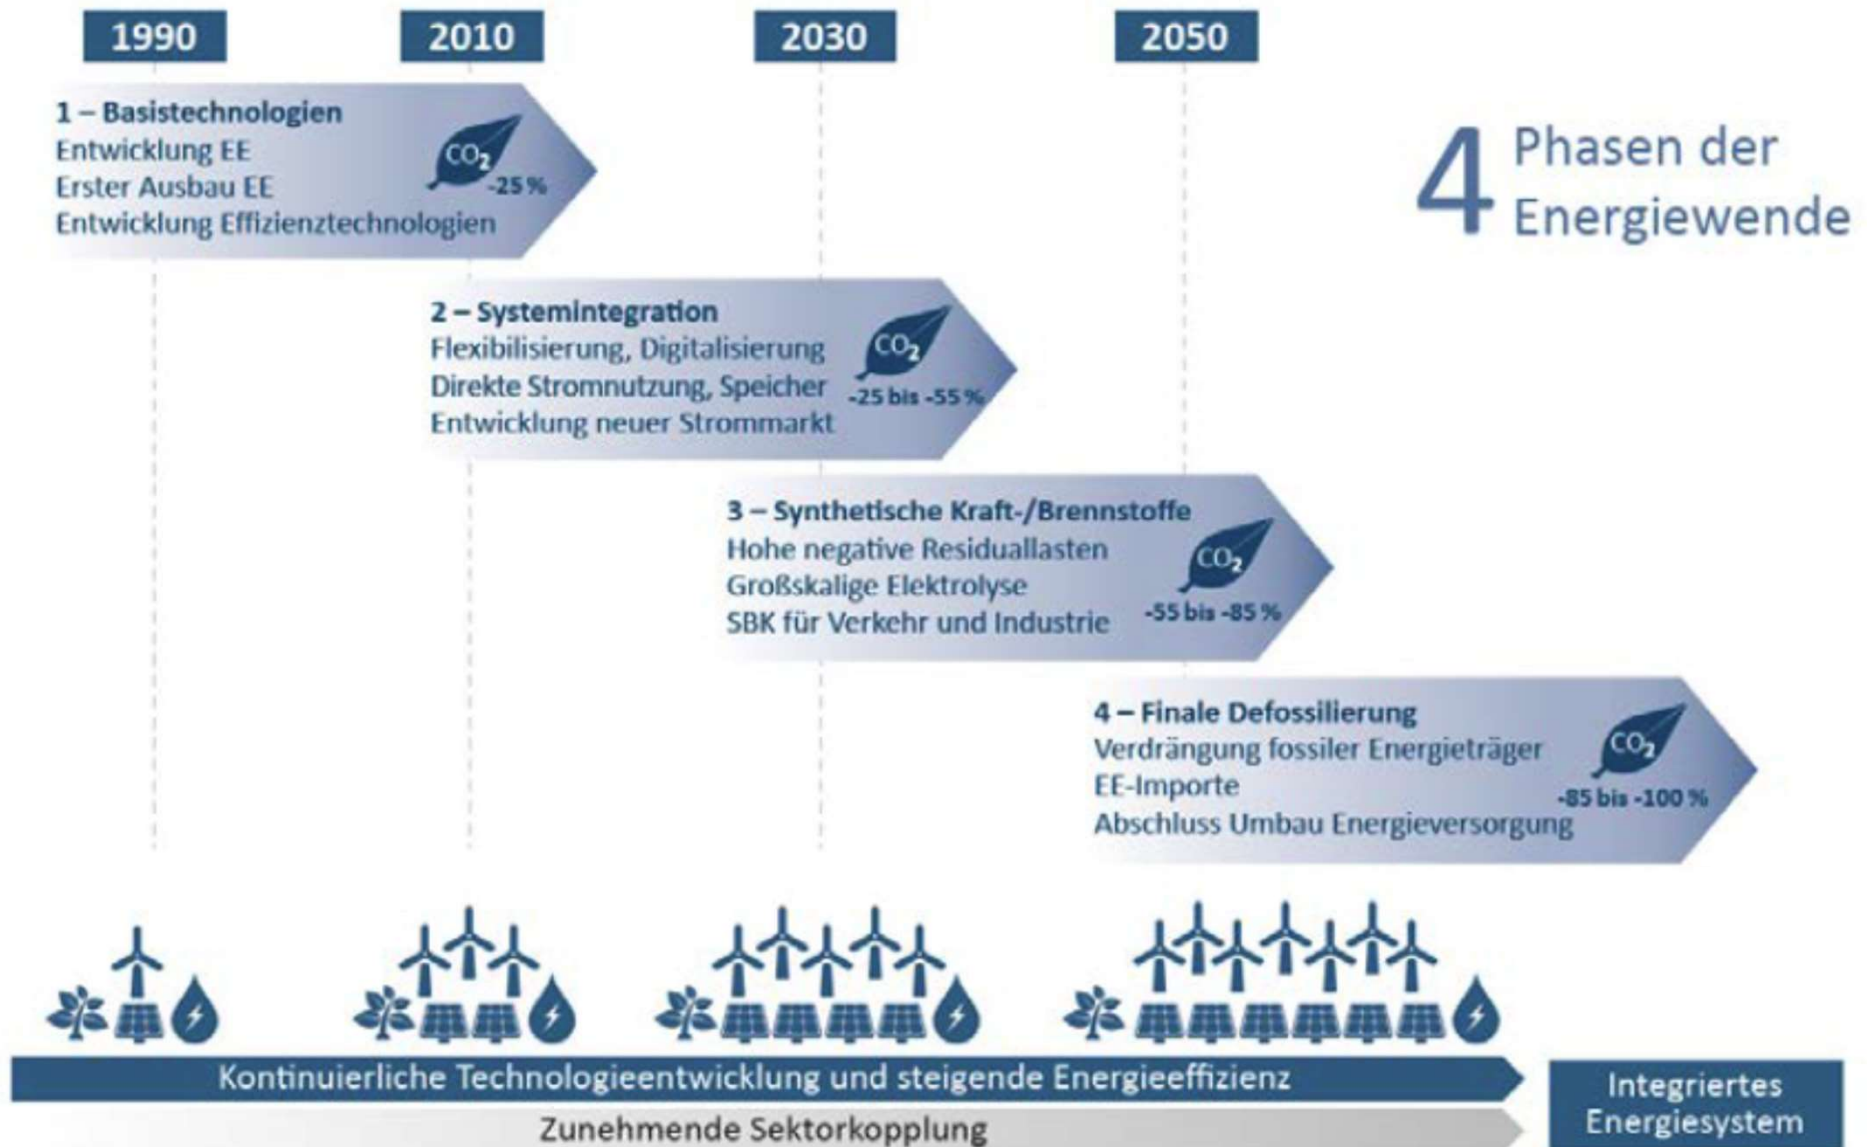 1990
2010
2030
2050
4 Phasen der
Energiewende
1 – Basistechnologien
Entwicklung EE
Erster Ausbau EE
Entwicklung Effizienztechnologien
CO₂
-25 %
2 – Systemintegration
Flexibilisierung, Digitalisierung
Direkte Stromnutzung, Speicher
Entwicklung neuer Strommarkt
CO₂
-25 bis -55 %
3 – Synthetische Kraft-/Brennstoffe
Hohe negative Residuallasten
Großskalige Elektrolyse
SBK für Verkehr und Industrie
CO₂
-55 bis -85 %
4 – Finale Defossilierung
Verdrängung fossiler Energieträger
EE-Importe
Abschluss Umbau Energieversorgung
CO₂
-85 bis -100 %
Kontinuierliche Technologieentwicklung und steigende Energieeffizienz
Zunehmende Sektorkopplung
Integriertes
Energiesystem